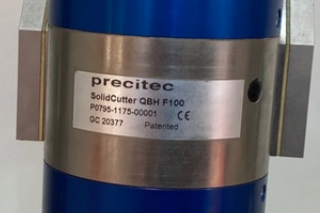 precitec
SolidCutter QBH F100
P0795-1175-00001 CE
GC 20377 Patented